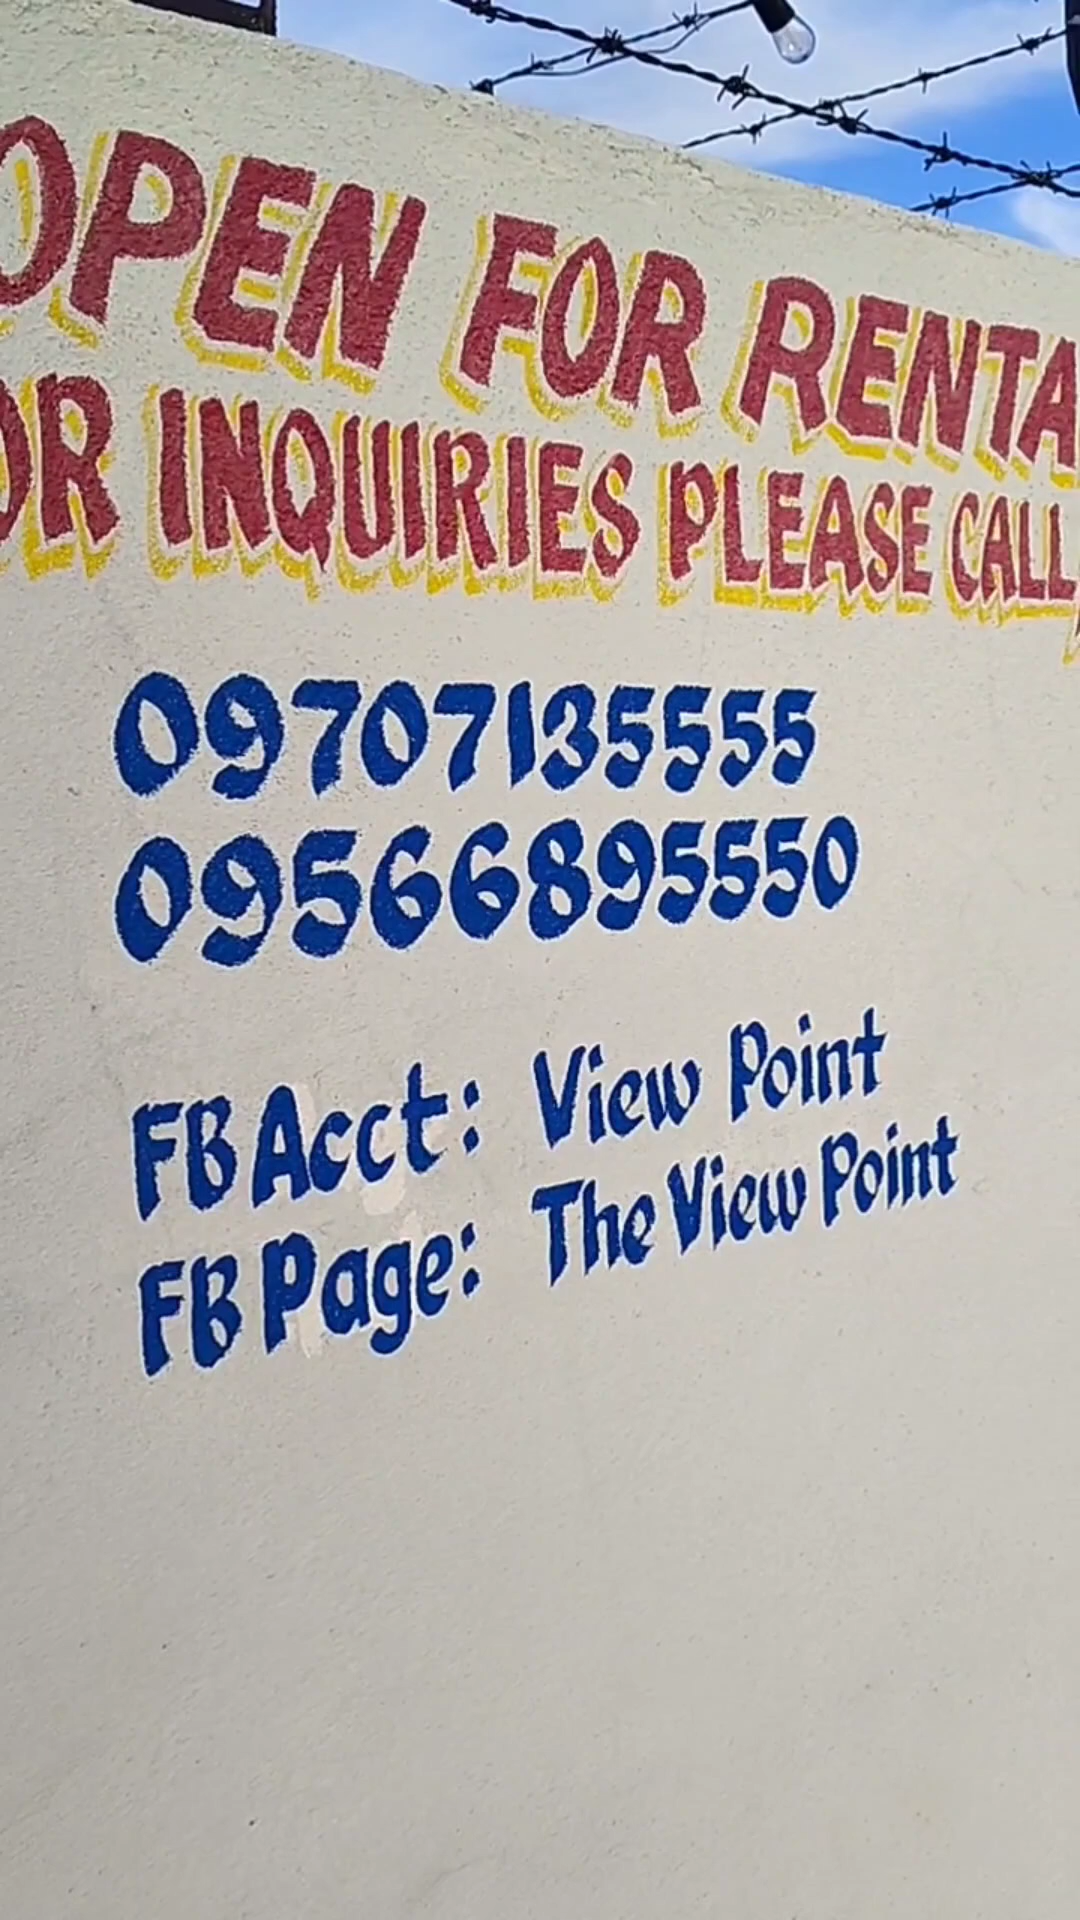 OPEN FOR RENTA
OR INQUIRIES PLEASE CALL,
09707135555
09566895550
FB Acct: View Point
FB Page: The View Point